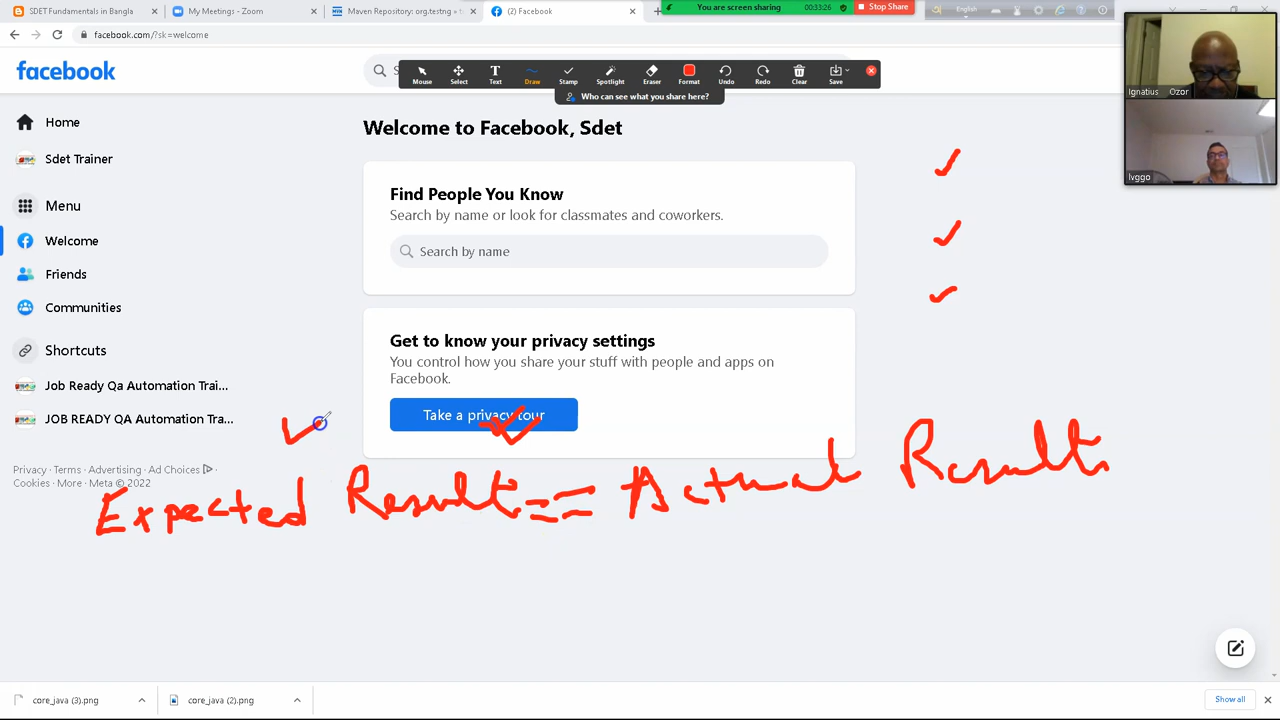 SDET Fundamentals in Bangla
My Meetings - Zoom
Maven Repository: org.testng » t
(2) Facebook
You are screen sharing
00:33:26
Stop Share
English
facebook.com/?sk=welcome
facebook
Mouse
Select
Text
Draw
Stamp
Spotlight
Eraser
Format
Undo
Redo
Clear
Save
Who can see what you share here?
Ignatius Ozor
lvggo
Home
Sdet Trainer
Menu
Welcome
Friends
Communities
Shortcuts
Job Ready Qa Automation Trai...
JOB READY QA Automation Tra...
Privacy · Terms · Advertising · Ad Choices ·
Cookies · More · Meta © 2022
Welcome to Facebook, Sdet
Find People You Know
Search by name or look for classmates and coworkers.
Search by name
Get to know your privacy settings
You control how you share your stuff with people and apps on
Facebook.
Take a privacy tour
Expected Result == Actual Result
core_java (3).png
core_java (2).png
Show all